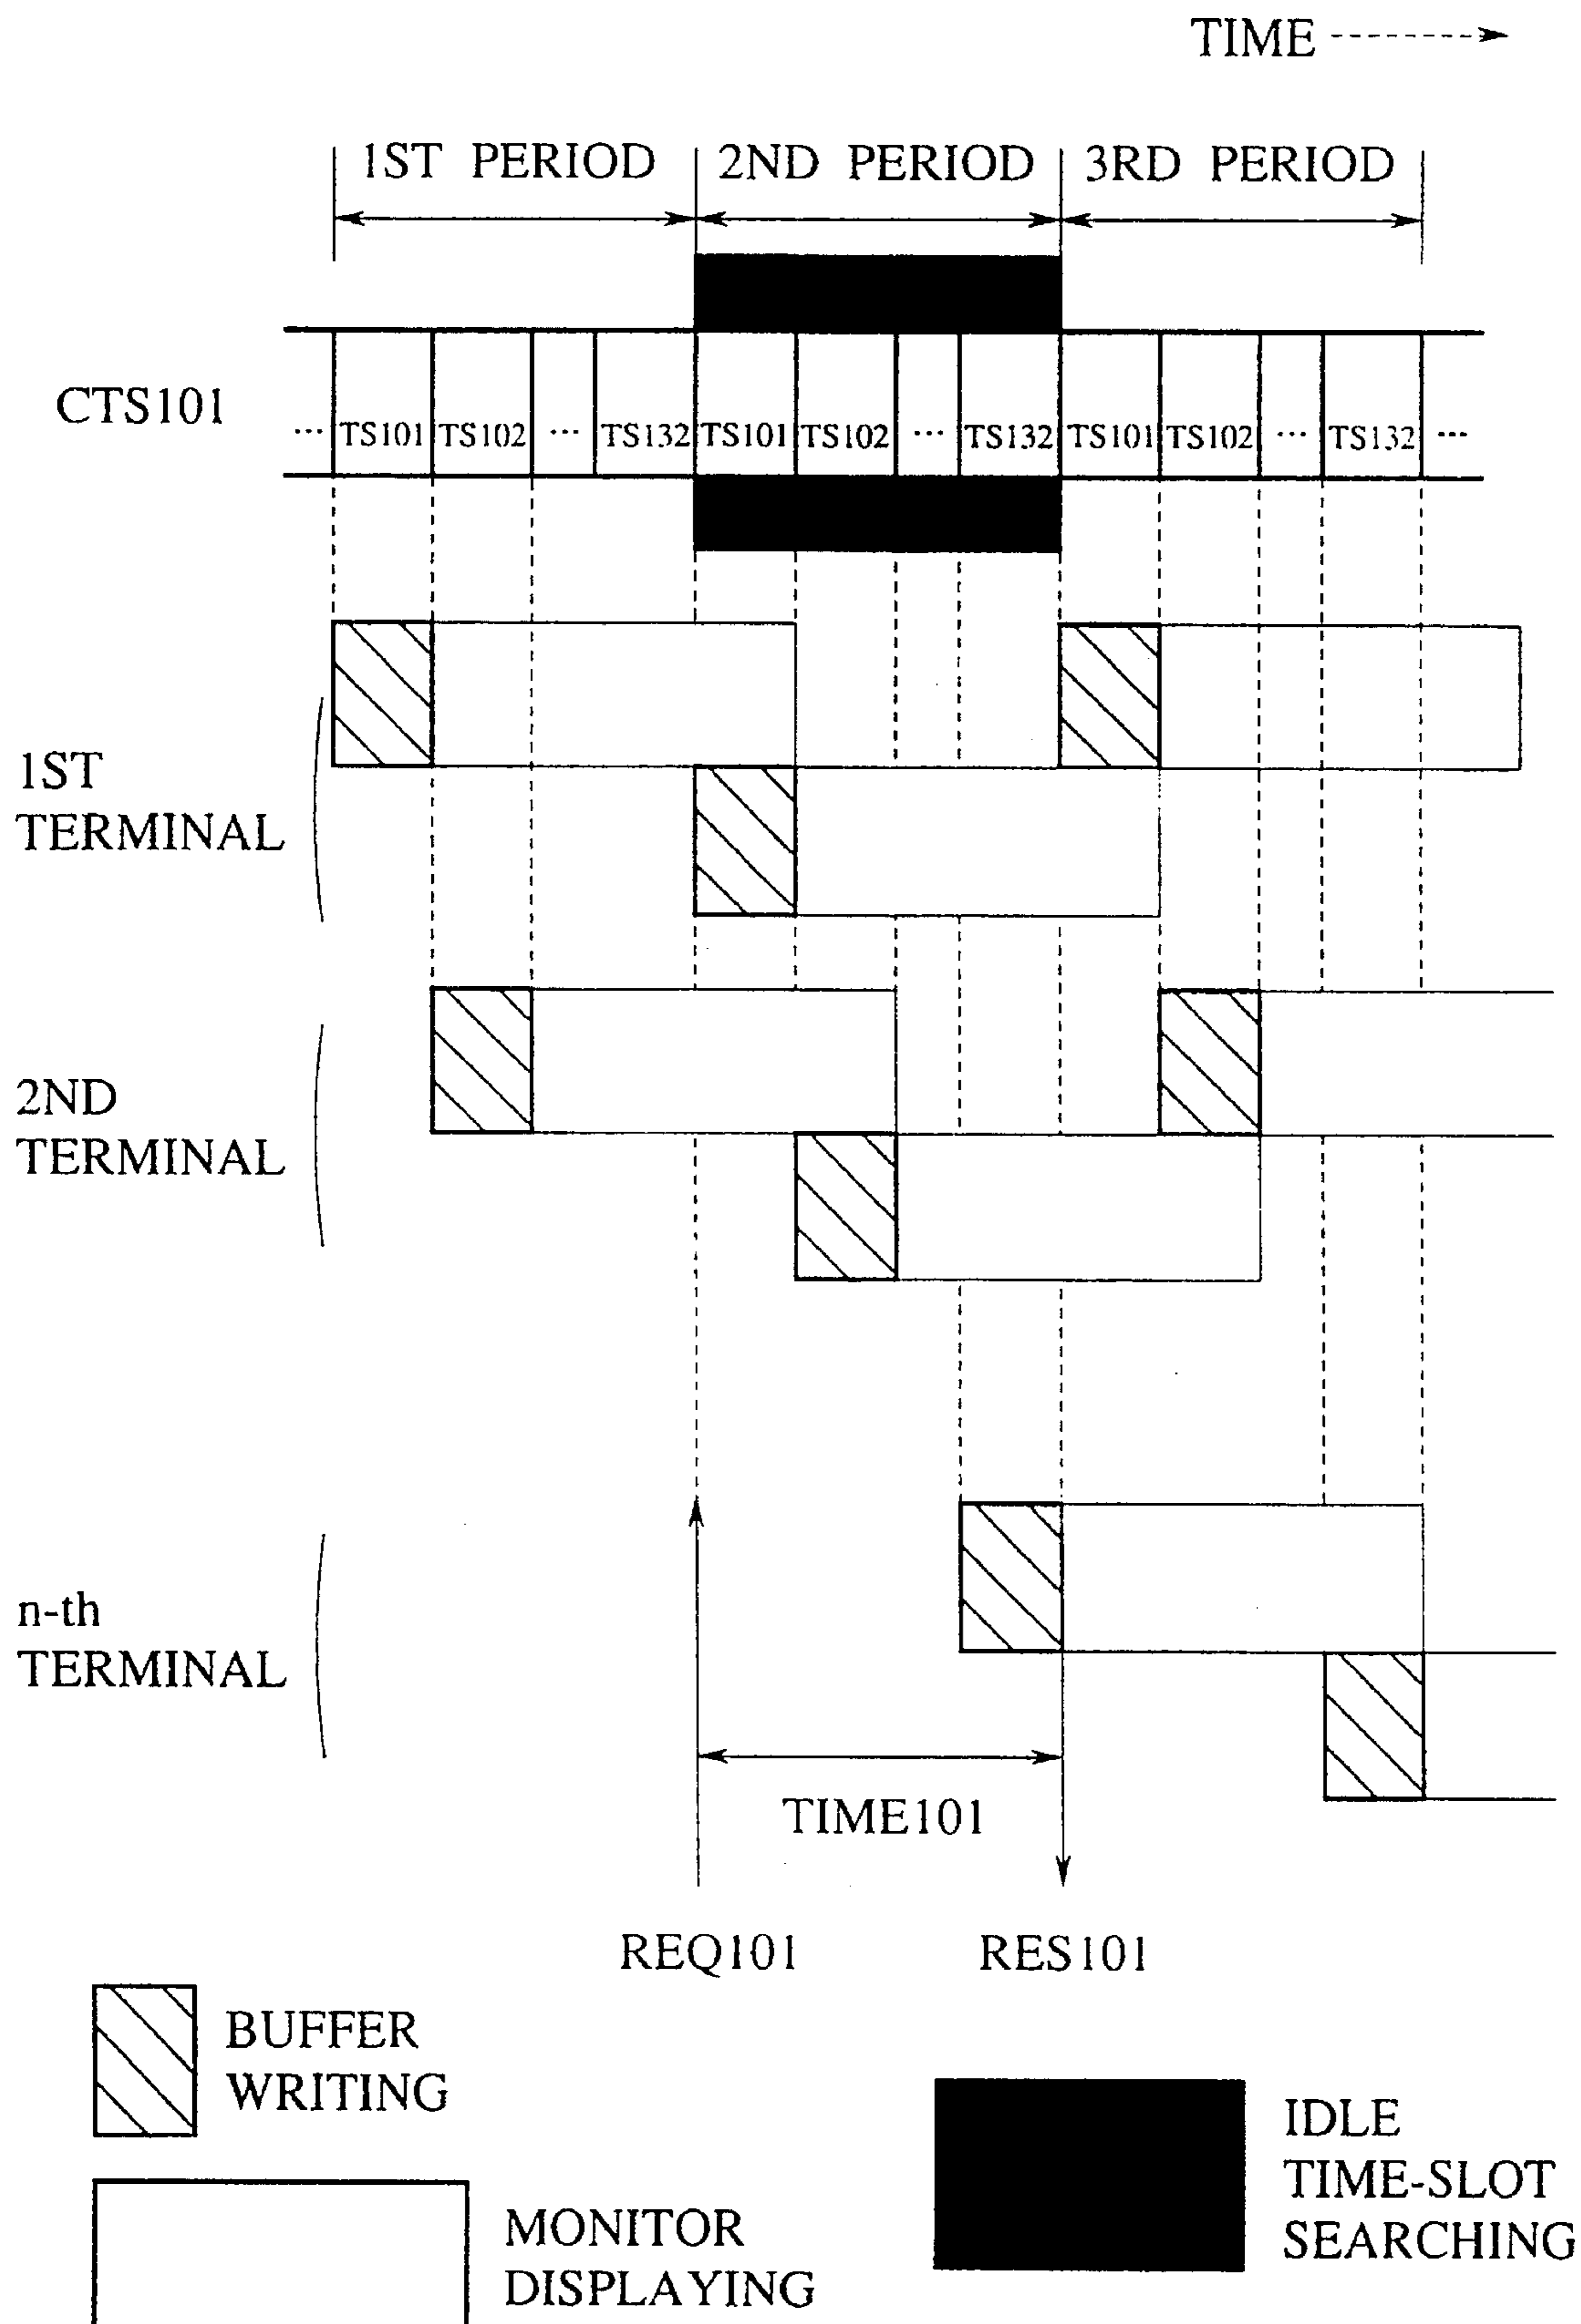 TIME
1ST PERIOD 2ND PERIOD 3RD PERIOD
CTS101
... TS101 TS102 ... TS132 TS101 TS102 ... TS132 TS101 TS102 ... TS132 ...
1ST
TERMINAL
2ND
TERMINAL
n-th
TERMINAL
TIME101
REQ101 RES101
BUFFER
WRITING
MONITOR
DISPLAYING
IDLE
TIME-SLOT
SEARCHING